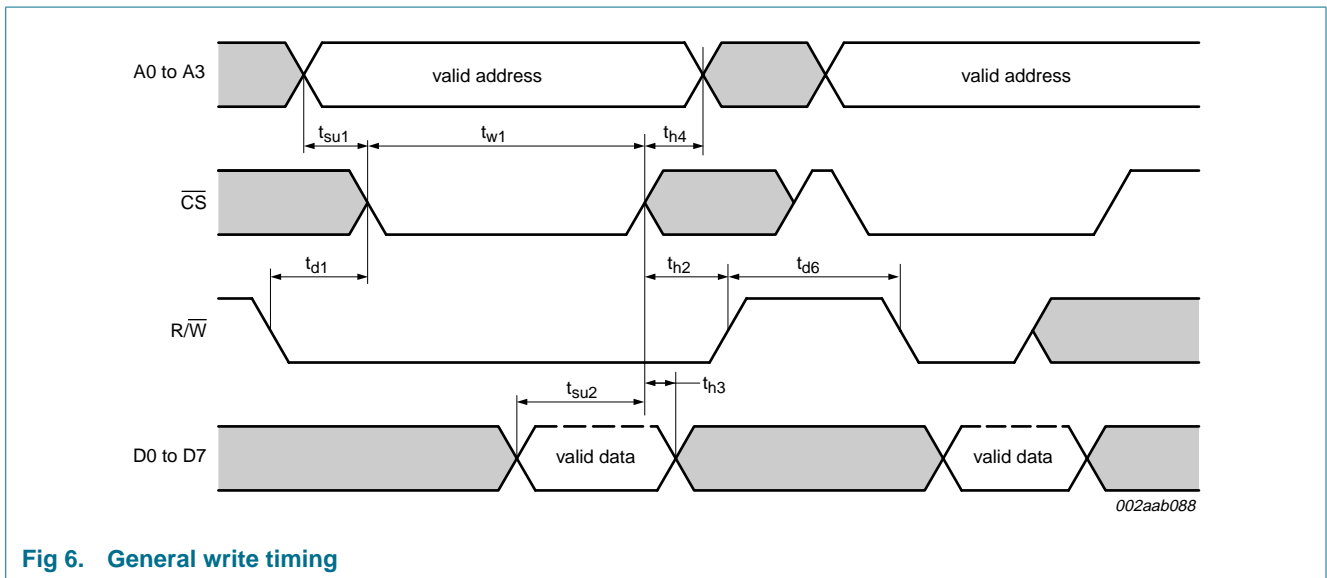 A0 to A3
valid address
valid address
tsu1
tw1
th4
CS
td1
th2
td6
R/W
tsu2
th3
D0 to D7
valid data
valid data
002aab088
Fig 6. General write timing